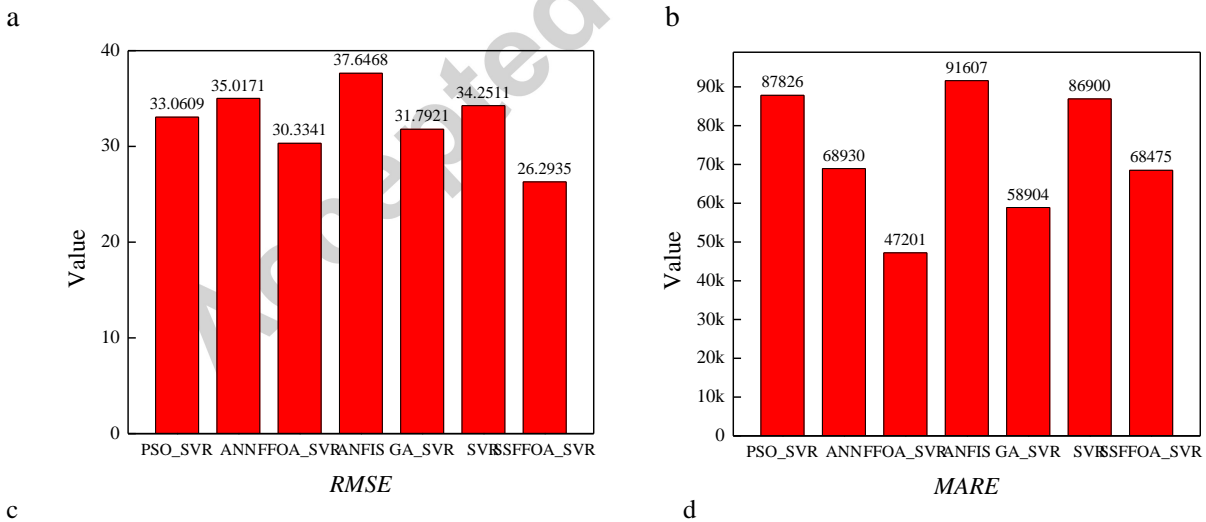 a
b
Accepted
40
30
20
10
0
Value
33.0609
35.0171
30.3341
37.6468
31.7921
34.2511
26.2935
PSO_SVR ANN FFOA_SVR ANFIS GA_SVR SVR SSFFOA_SVR
RMSE
90k
80k
70k
60k
50k
40k
30k
20k
10k
0
Value
87826
68930
47201
91607
58904
86900
68475
PSO_SVR ANN FFOA_SVR ANFIS GA_SVR SVR SSFFOA_SVR
MARE
c
d